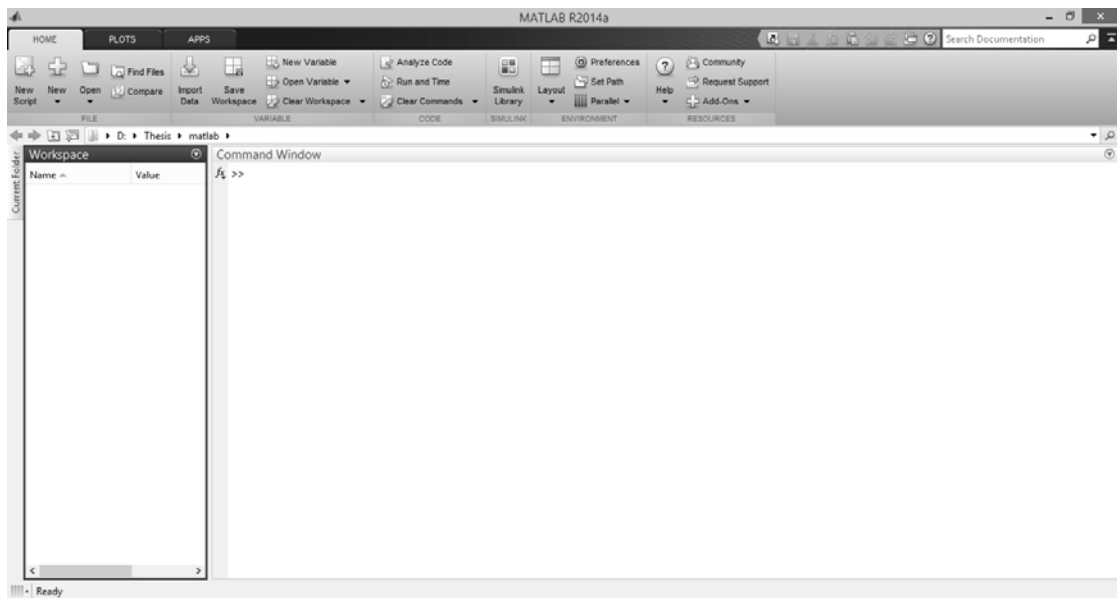 MATLAB R2014a
HOME PLOTS APPS Search Documentation
New Script
New
Open
Find Files
Compare
Import Data
Save Workspace
New Variable
Open Variable
Clear Workspace
Analyze Code
Run and Time
Clear Commands
Simulink Library
Layout
Preferences
Set Path
Parallel
Help
Community
Request Support
Add-Ons
FILE VARIABLE CODE SIMULINK ENVIRONMENT RESOURCES
D: Thesis matlab
Current Folder
Workspace
Name Value
Command Window
fx >>
Ready